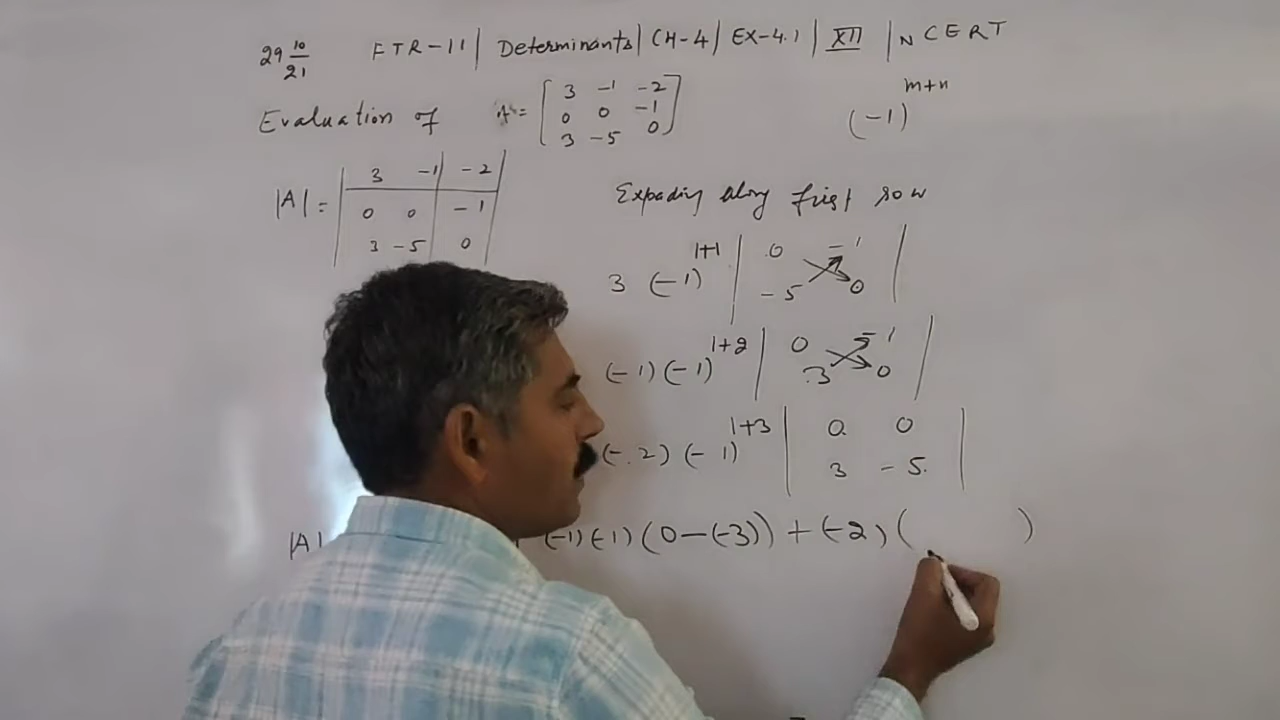 29 10/21 FTR-11 | Determinants | CH-4 | EX-4.1 | XII | NCERT
Evaluation of A = [ 3 -1 -2
0 0 -1
3 -5 0 ]
(-1)^m+n
|A| = | 3 -1 -2
0 0 -1
3 -5 0 |
Expading along first row
3 (-1)^1+1 | 0 -1
-5 0 |
(-1) (-1)^1+2 | 0 -1
3 0 |
(-2) (-1)^1+3 | 0 0
3 -5 |
|A| (-1) (-1) (0-(-3)) + (-2) ( )